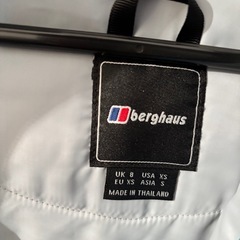 berghaus
UK 8 USA XS
EU XS ASIA S
MADE IN THAILAND